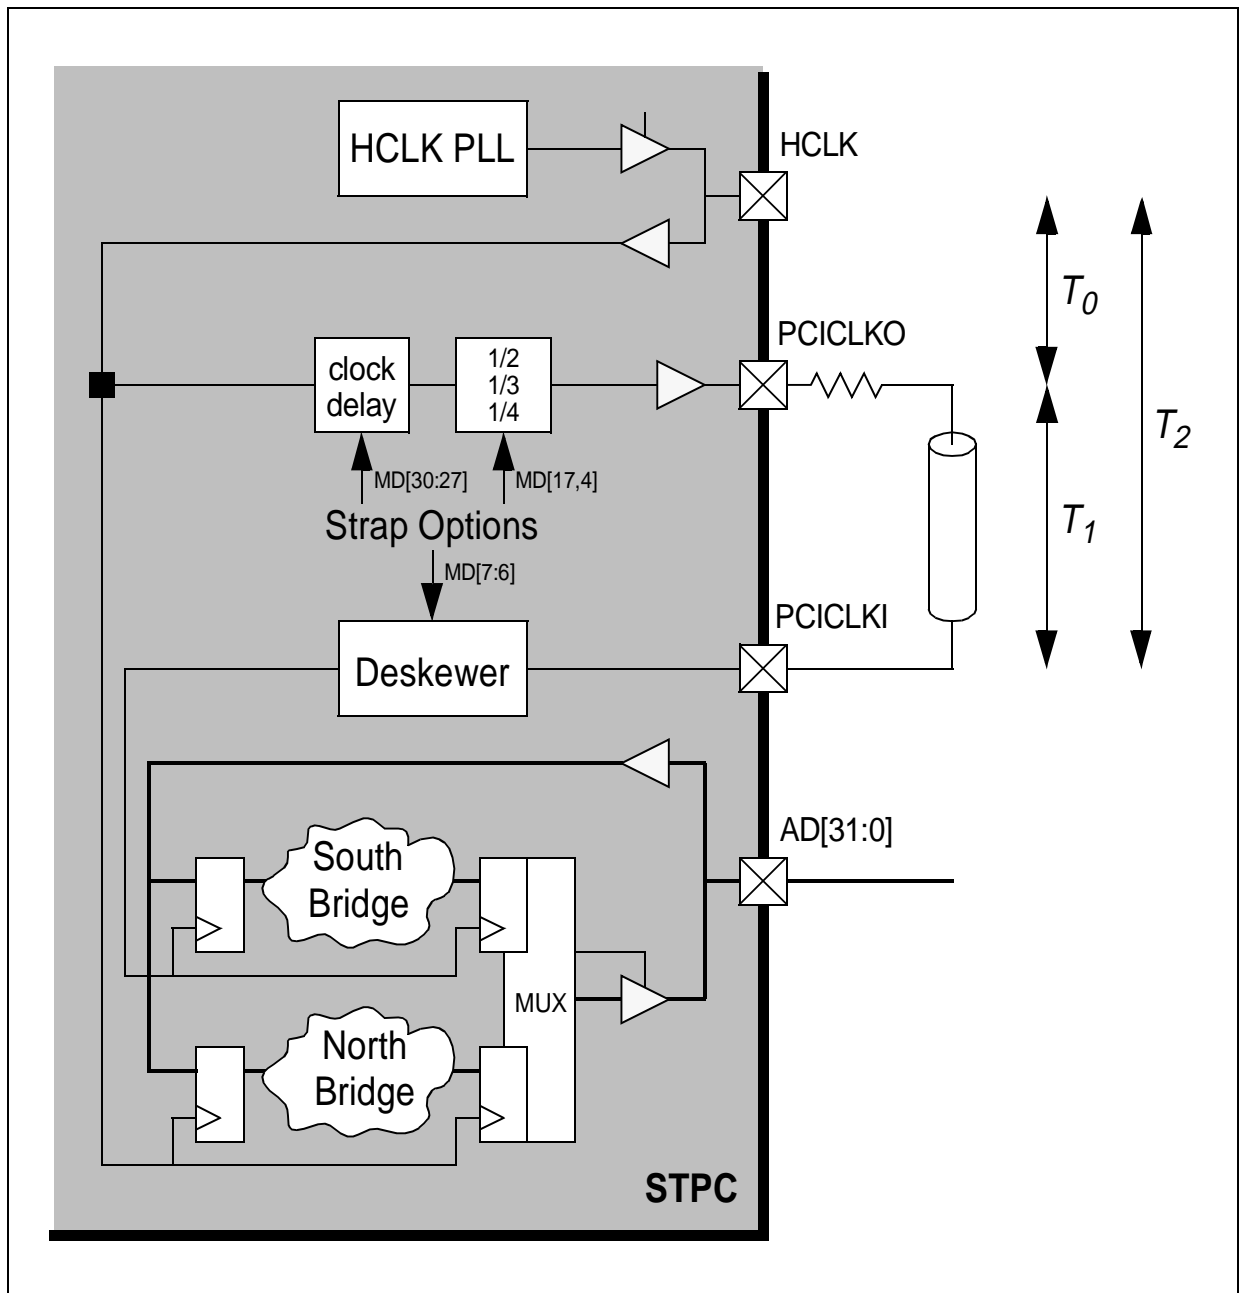 HCLK PLL
HCLK
T0
PCICLKO
clock
delay
1/2
1/3
1/4
T2
MD[30:27]
MD[17,4]
Strap Options
T1
MD[7:6]
PCICLKI
Deskewer
AD[31:0]
South
Bridge
MUX
North
Bridge
STPC